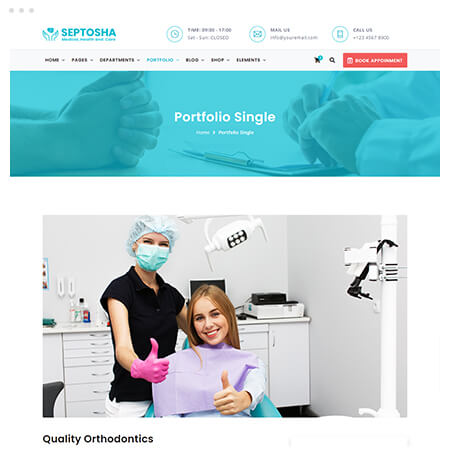 SEPTOSHA
Medicle Health And Care
TIME: 09:00 - 17:00
Sat - Sun: CLOSED
MAIL US
info@youremail.com
CALL US
+123 4567 8900
HOME PAGES DEPARTMENTS PORTFOLIO BLOG SHOP ELEMENTS
BOOK APPOINMENT
Portfolio Single
Home > Portfolio Single
Quality Orthodontics